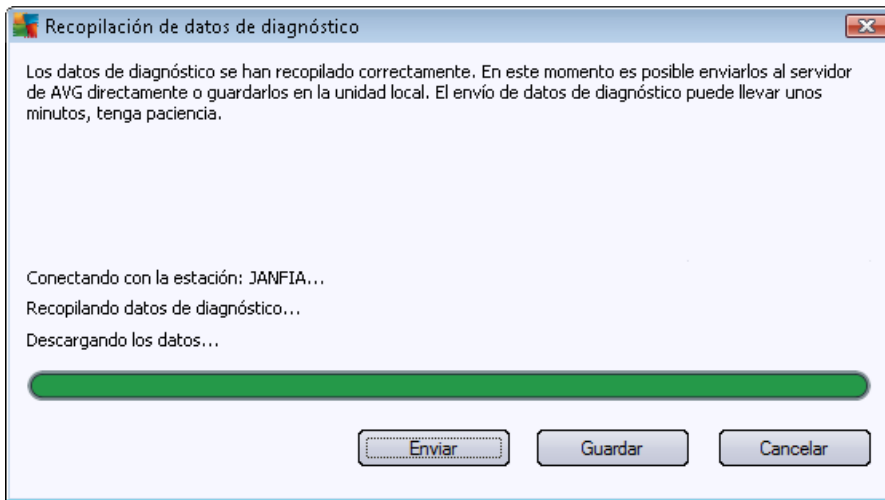 Recopilación de datos de diagnóstico
Los datos de diagnóstico se han recopilado correctamente. En este momento es posible enviarlos al servidor
de AVG directamente o guardarlos en la unidad local. El envío de datos de diagnóstico puede llevar unos
minutos, tenga paciencia.
Conectando con la estación: JANFIA...
Recopilando datos de diagnóstico...
Descargando los datos...
Enviar Guardar Cancelar